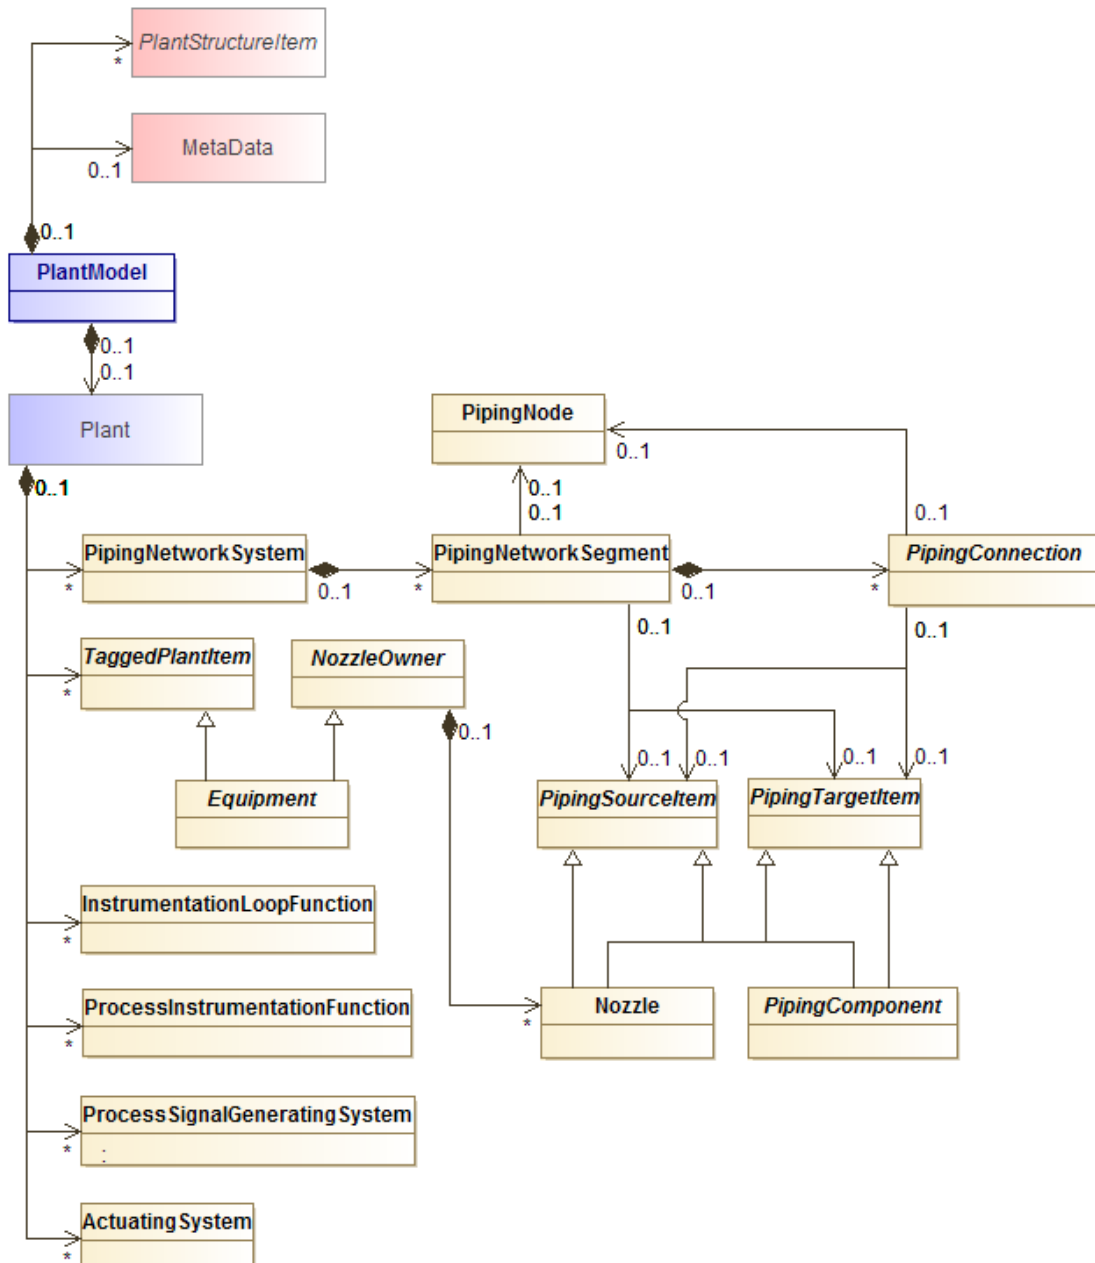 PlantStructureItem
*
MetaData
0..1
0..1
PlantModel
0..1
0..1
Plant
0..1
PipingNode
0..1
0..1
0..1
0..1
PipingNetworkSystem
0..1
*
PipingNetworkSegment
0..1
*
PipingConnection
*
0..1
0..1
TaggedPlantItem
*
NozzleOwner
0..1
0..1
0..1
0..1
0..1
Equipment
PipingSourceItem
PipingTargetItem
InstrumentationLoopFunction
*
ProcessInstrumentationFunction
*
Nozzle
*
PipingComponent
ProcessSignalGeneratingSystem
:
*
ActuatingSystem
*